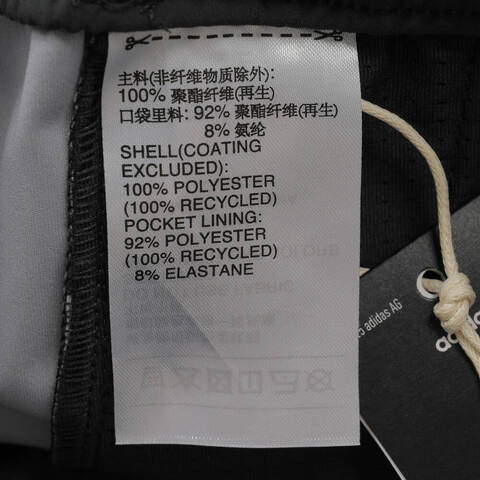 主料(非纤维物质除外):
100% 聚酯纤维(再生)
口袋里料: 92% 聚酯纤维(再生)
8% 氨纶
SHELL(COATING
EXCLUDED):
100% POLYESTER
(100% RECYCLED)
POCKET LINING:
92% POLYESTER
(100% RECYCLED)
8% ELASTANE
adidas AG